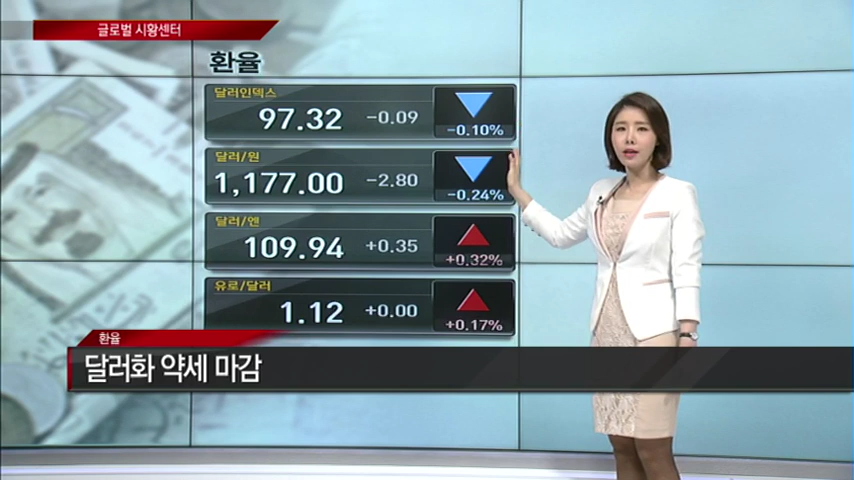 글로벌 시황센터
환율
달러인덱스
97.32 -0.09 -0.10%
달러/원
1,177.00 -2.80 -0.24%
달러/엔
109.94 +0.35 +0.32%
유로/달러
1.12 +0.00 +0.17%
환율
달러화 약세 마감